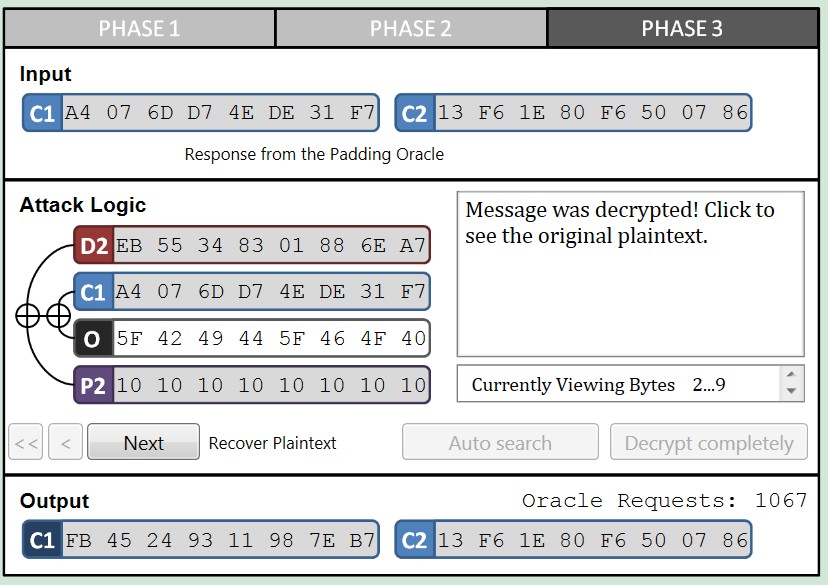 PHASE 1 PHASE 2 PHASE 3
Input
C1 A4 07 6D D7 4E DE 31 F7 C2 13 F6 1E 80 F6 50 07 86
Response from the Padding Oracle
Attack Logic
D2 EB 55 34 83 01 88 6E A7
C1 A4 07 6D D7 4E DE 31 F7
O 5F 42 49 44 5F 46 4F 40
P2 10 10 10 10 10 10 10 10
Message was decrypted! Click to
see the original plaintext.
Currently Viewing Bytes 2...9
<< < Next Recover Plaintext Auto search Decrypt completely
Output Oracle Requests: 1067
C1 FB 45 24 93 11 98 7E B7 C2 13 F6 1E 80 F6 50 07 86